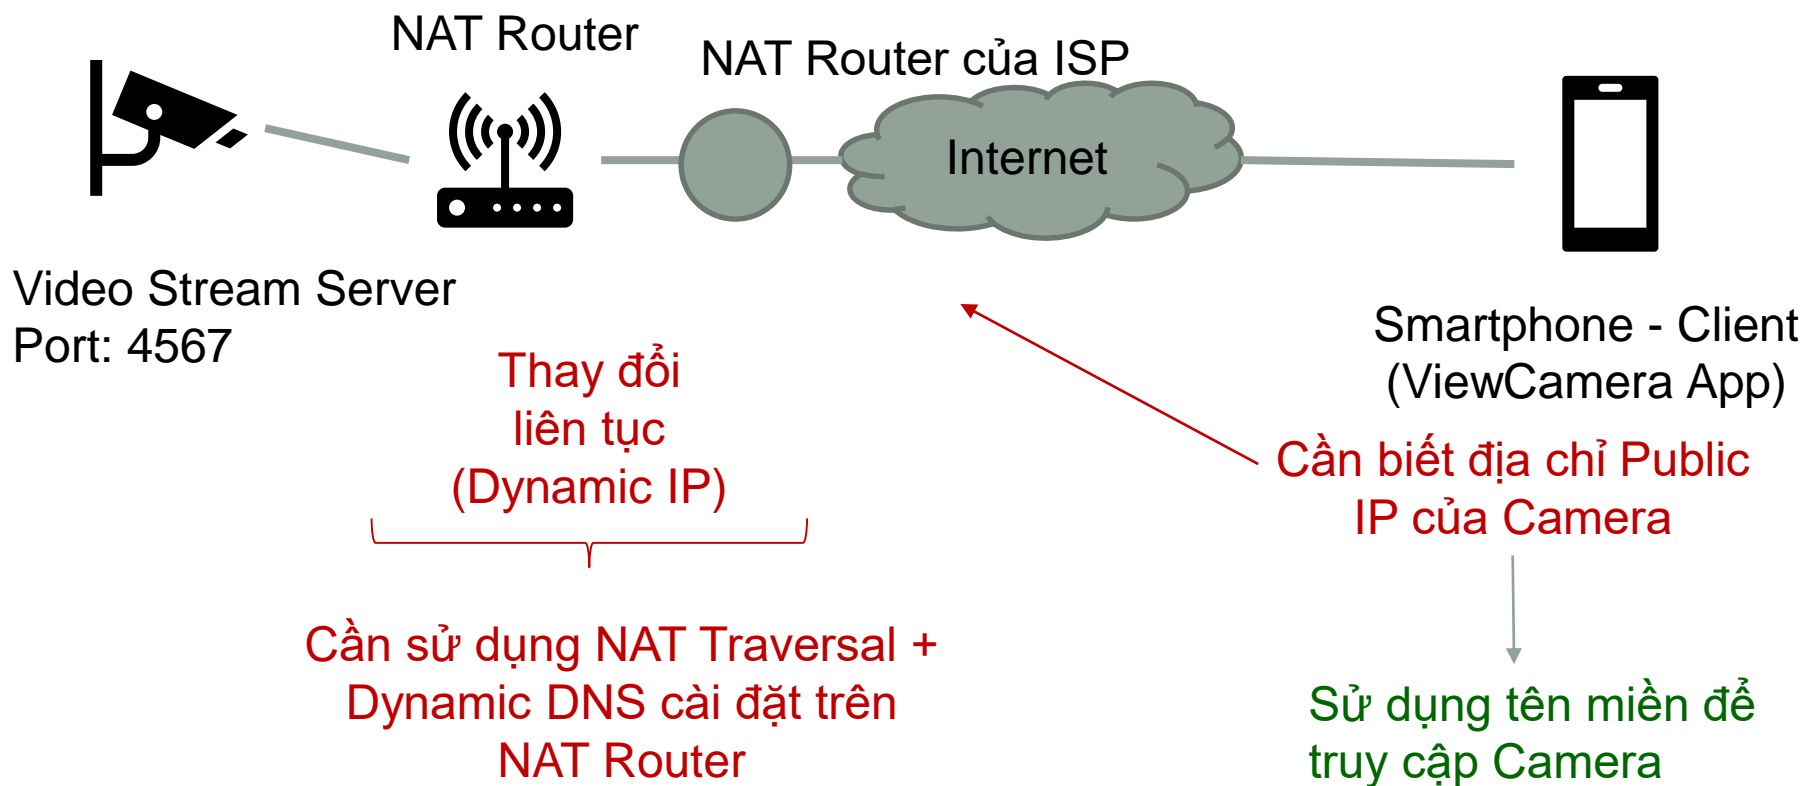 NAT Router
NAT Router của ISP
Internet
Video Stream Server
Port: 4567
Smartphone - Client
(ViewCamera App)
Thay đổi
liên tục
(Dynamic IP)
Cần biết địa chỉ Public
IP của Camera
Cần sử dụng NAT Traversal +
Dynamic DNS cài đặt trên
NAT Router
Sử dụng tên miền để
truy cập Camera